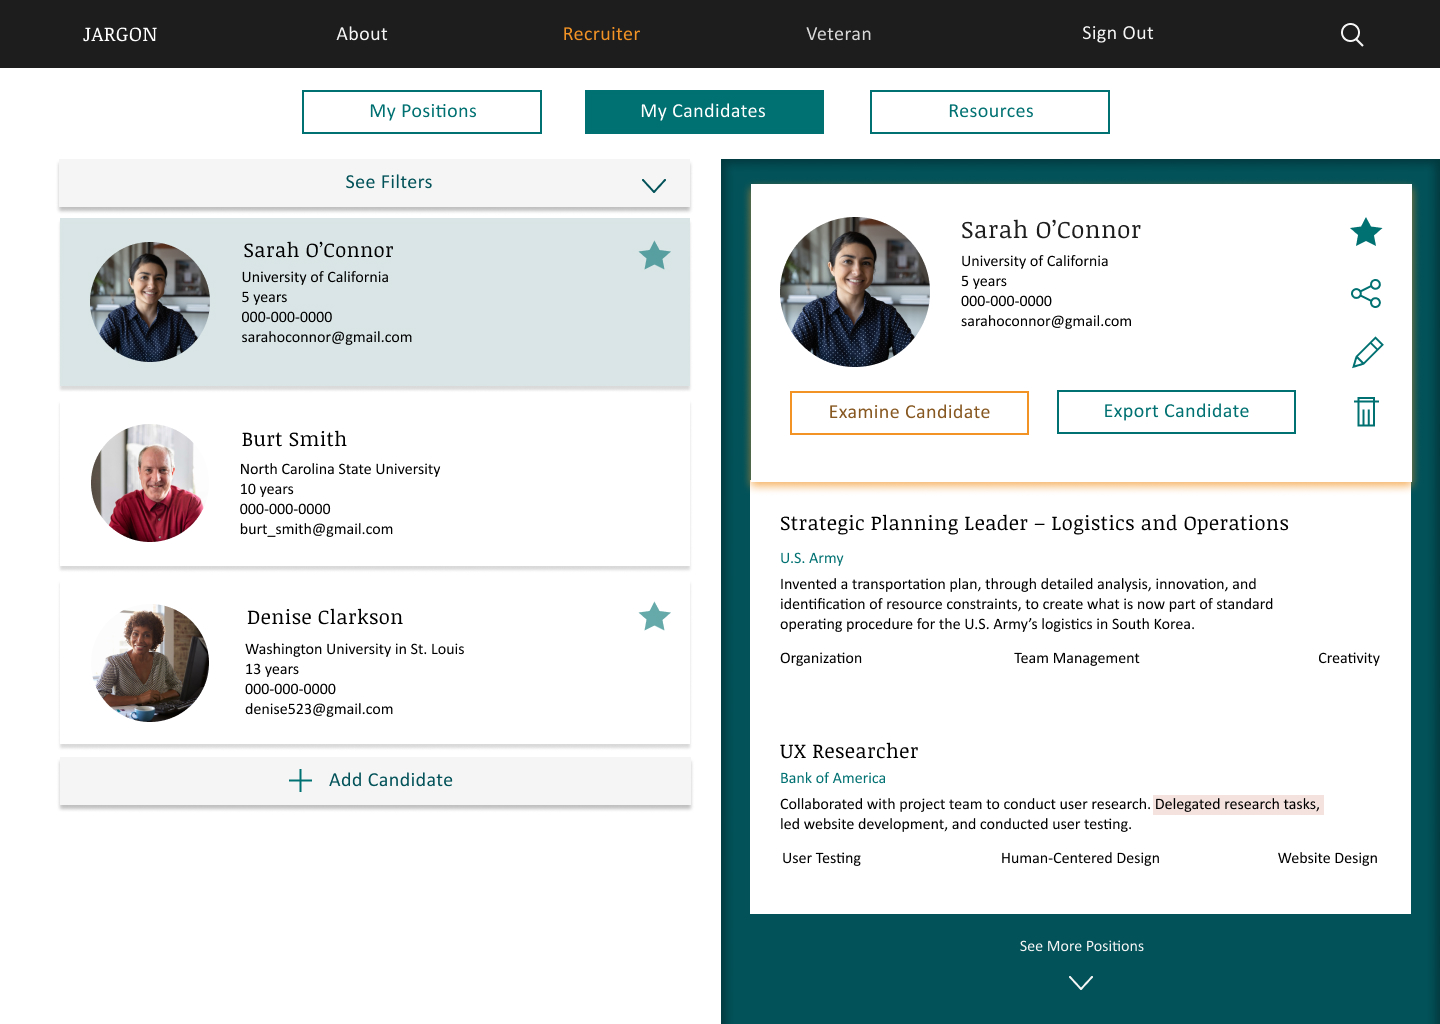 JARGON
About
Recruiter
Veteran
Sign Out
My Positions
My Candidates
Resources
See Filters
Sarah O’Connor
University of California
5 years
000-000-0000
sarahoconnor@gmail.com
Burt Smith
North Carolina State University
10 years
000-000-0000
burt_smith@gmail.com
Denise Clarkson
Washington University in St. Louis
13 years
000-000-0000
denise523@gmail.com
Add Candidate
Sarah O’Connor
University of California
5 years
000-000-0000
sarahoconnor@gmail.com
Examine Candidate
Export Candidate
Strategic Planning Leader – Logistics and Operations
U.S. Army
Invented a transportation plan, through detailed analysis, innovation, and
identification of resource constraints, to create what is now part of standard
operating procedure for the U.S. Army’s logistics in South Korea.
Organization
Team Management
Creativity
UX Researcher
Bank of America
Collaborated with project team to conduct user research. Delegated research tasks,
led website development, and conducted user testing.
User Testing
Human-Centered Design
Website Design
See More Positions